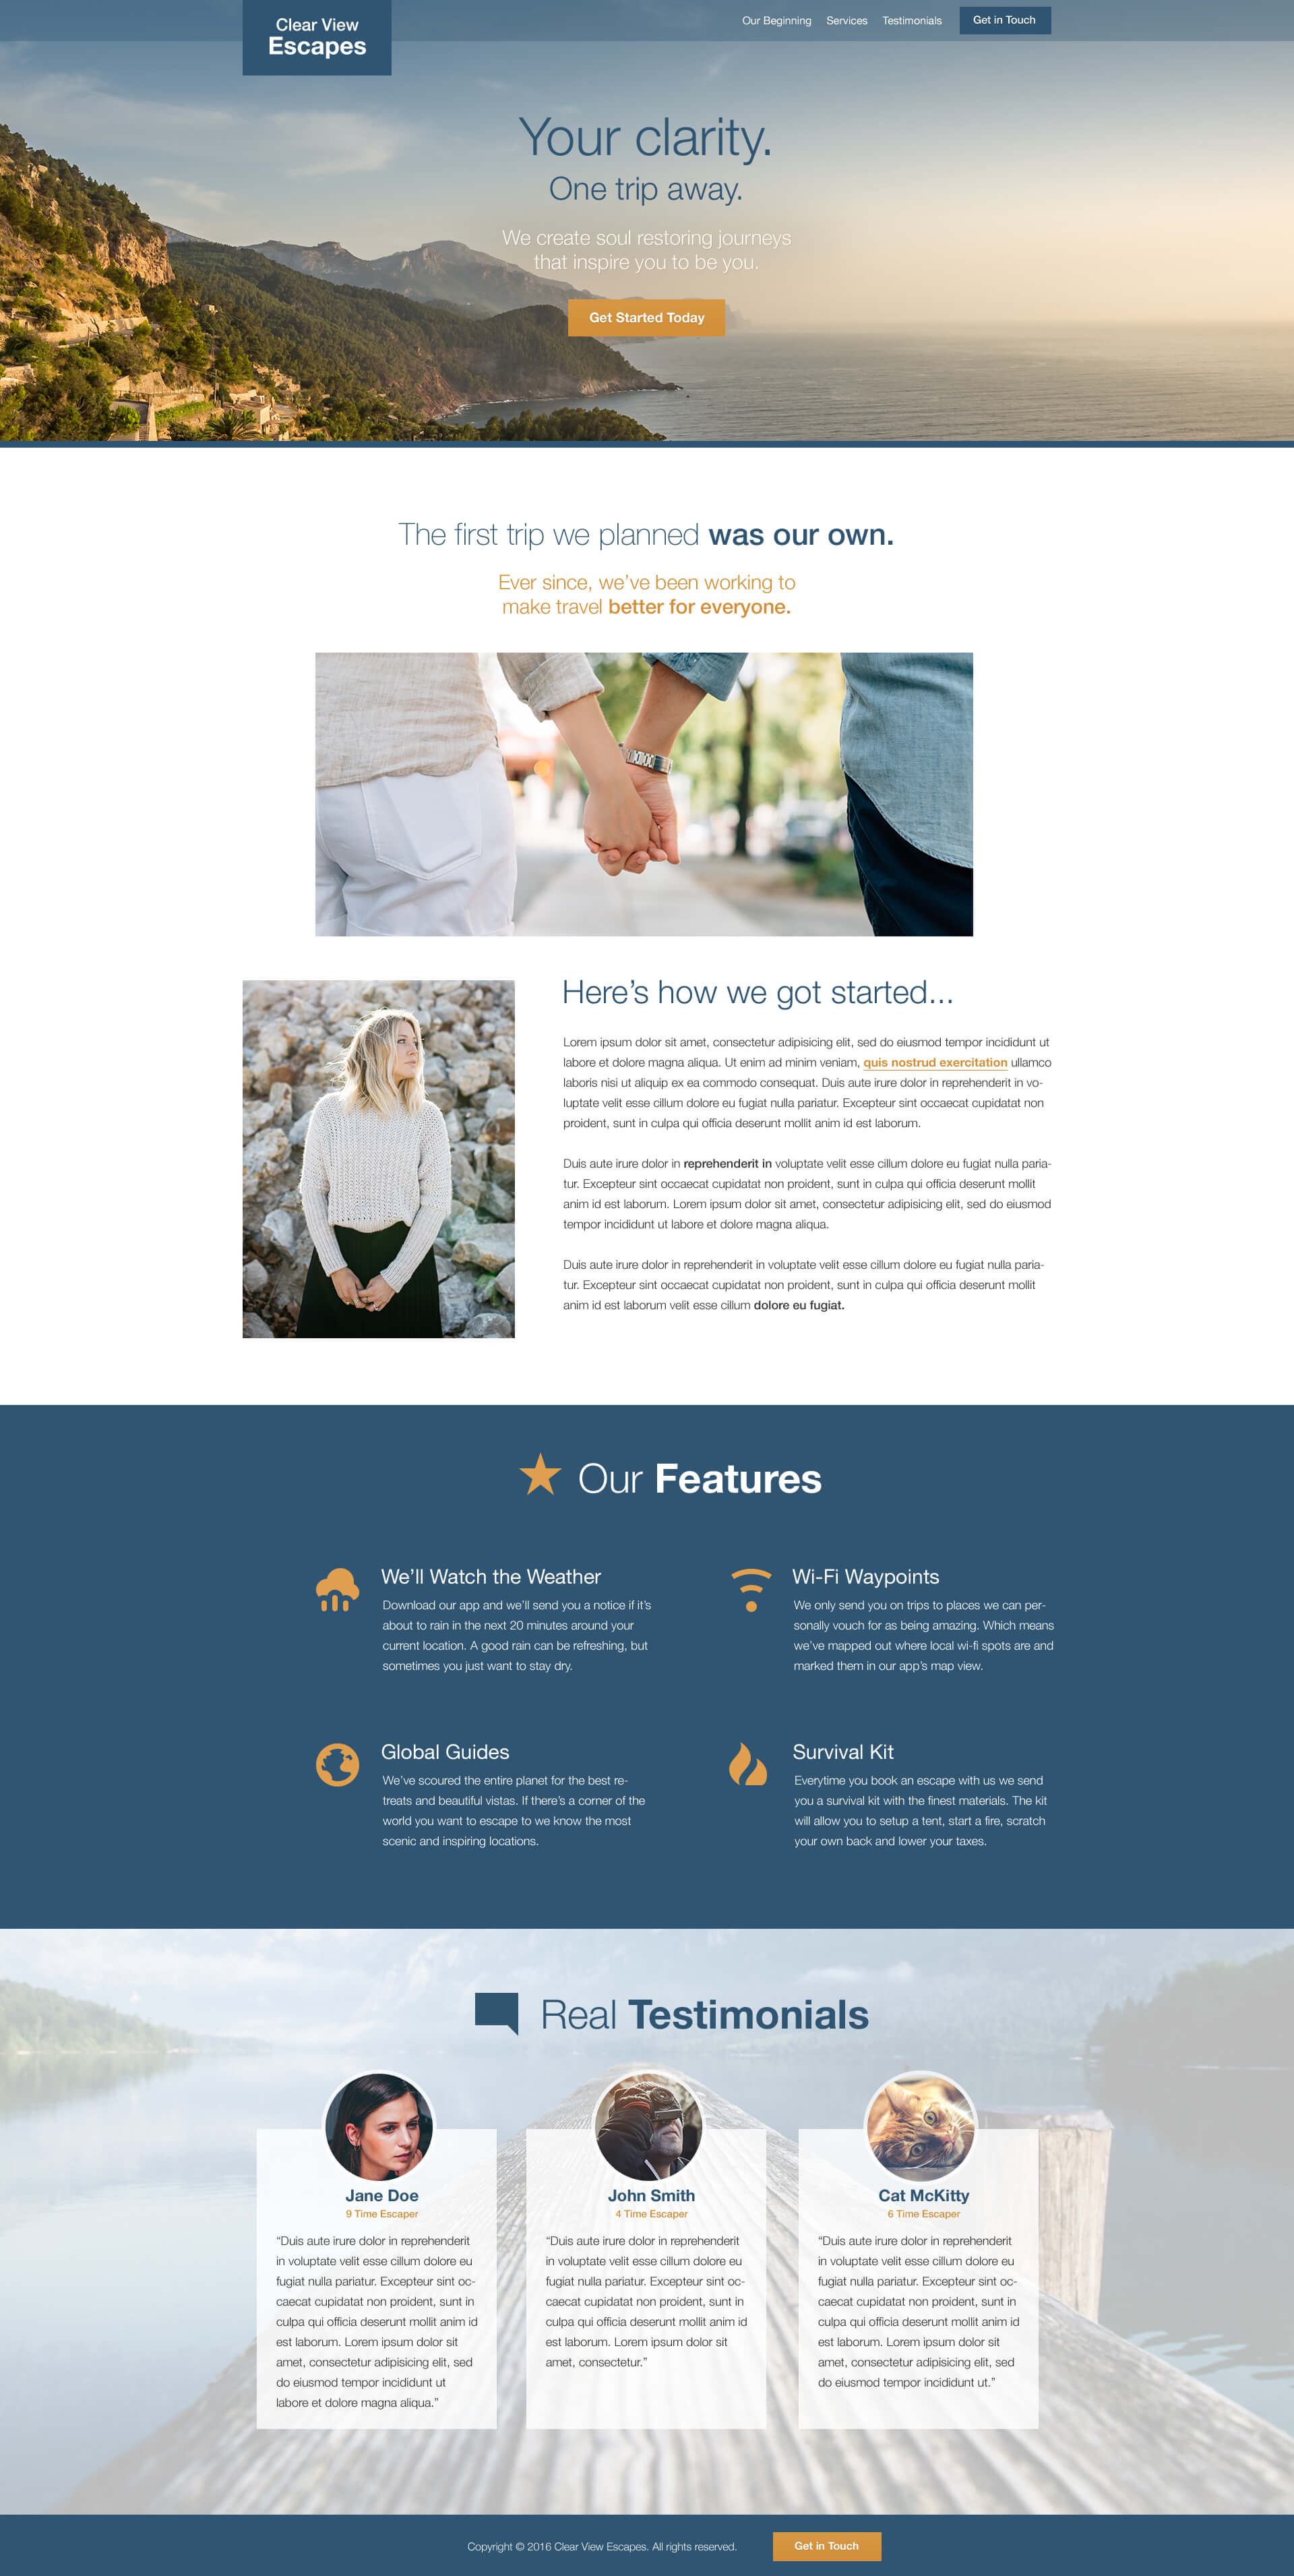 Clear View
Escapes
Our Beginning Services Testimonials Get in Touch
Your clarity.
One trip away.
We create soul restoring journeys
that inspire you to be you.
Get Started Today
The first trip we planned was our own.
Ever since, we’ve been working to
make travel better for everyone.
Here’s how we got started...
Lorem ipsum dolor sit amet, consectetur adipisicing elit, sed do eiusmod tempor incididunt ut
labore et dolore magna aliqua. Ut enim ad minim veniam, quis nostrud exercitation ullamco
laboris nisi ut aliquip ex ea commodo consequat. Duis aute irure dolor in reprehenderit in vo-
luptate velit esse cillum dolore eu fugiat nulla pariatur. Excepteur sint occaecat cupidatat non
proident, sunt in culpa qui officia deserunt mollit anim id est laborum.
Duis aute irure dolor in reprehenderit in voluptate velit esse cillum dolore eu fugiat nulla paria-
tur. Excepteur sint occaecat cupidatat non proident, sunt in culpa qui officia deserunt mollit
anim id est laborum. Lorem ipsum dolor sit amet, consectetur adipisicing elit, sed do eiusmod
tempor incididunt ut labore et dolore magna aliqua.
Duis aute irure dolor in reprehenderit in voluptate velit esse cillum dolore eu fugiat nulla paria-
tur. Excepteur sint occaecat cupidatat non proident, sunt in culpa qui officia deserunt mollit
anim id est laborum velit esse cillum dolore eu fugiat.
Our Features
We’ll Watch the Weather
Download our app and we’ll send you a notice if it’s
about to rain in the next 20 minutes around your
current location. A good rain can be refreshing, but
sometimes you just want to stay dry.
Wi-Fi Waypoints
We only send you on trips to places we can per-
sonally vouch for as being amazing. Which means
we’ve mapped out where local wi-fi spots are and
marked them in our app’s map view.
Global Guides
We’ve scoured the entire planet for the best re-
treats and beautiful vistas. If there’s a corner of the
world you want to escape to we know the most
scenic and inspiring locations.
Survival Kit
Everytime you book an escape with us we send
you a survival kit with the finest materials. The kit
will allow you to setup a tent, start a fire, scratch
your own back and lower your taxes.
Real Testimonials
Jane Doe
9 Time Escaper
“Duis aute irure dolor in reprehenderit
in voluptate velit esse cillum dolore eu
fugiat nulla pariatur. Excepteur sint oc-
caecat cupidatat non proident, sunt in
culpa qui officia deserunt mollit anim id
est laborum. Lorem ipsum dolor sit
amet, consectetur adipisicing elit, sed
do eiusmod tempor incididunt ut
labore et dolore magna aliqua.”
John Smith
4 Time Escaper
“Duis aute irure dolor in reprehenderit
in voluptate velit esse cillum dolore eu
fugiat nulla pariatur. Excepteur sint oc-
caecat cupidatat non proident, sunt in
culpa qui officia deserunt mollit anim id
est laborum. Lorem ipsum dolor sit
amet, consectetur.”
Cat McKitty
6 Time Escaper
“Duis aute irure dolor in reprehenderit
in voluptate velit esse cillum dolore eu
fugiat nulla pariatur. Excepteur sint oc-
caecat cupidatat non proident, sunt in
culpa qui officia deserunt mollit anim id
est laborum. Lorem ipsum dolor sit
amet, consectetur adipisicing elit, sed
do eiusmod tempor incididunt ut.”
Copyright © 2016 Clear View Escapes. All rights reserved. Get in Touch